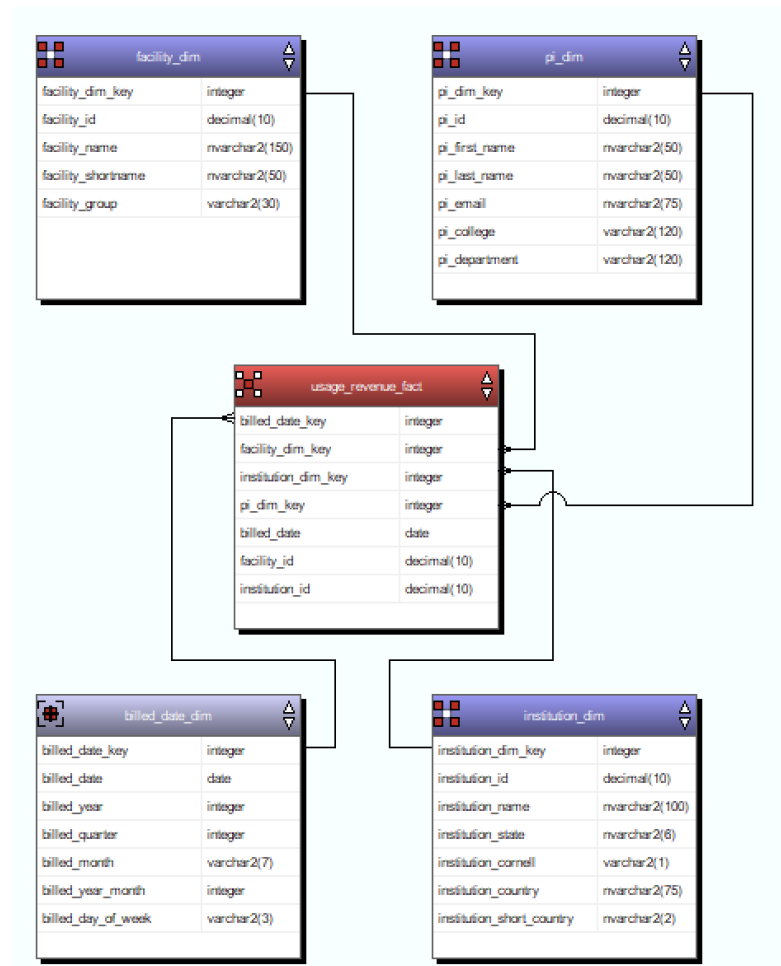 facility_dim
facility_dim_key integer
facility_id decimal(10)
facility_name nvarchar2(150)
facility_shortname nvarchar2(50)
facility_group varchar2(30)
pi_dim
pi_dim_key integer
pi_id decimal(10)
pi_first_name nvarchar2(50)
pi_last_name nvarchar2(50)
pi_email nvarchar2(75)
pi_college varchar2(120)
pi_department varchar2(120)
usage_revenue_fact
billed_date_key integer
facility_dim_key integer
institution_dim_key integer
pi_dim_key integer
billed_date date
facility_id decimal(10)
institution_id decimal(10)
billed_date_dim
billed_date_key integer
billed_date date
billed_year integer
billed_quarter integer
billed_month varchar2(7)
billed_year_month integer
billed_day_of_week varchar2(3)
institution_dim
institution_dim_key integer
institution_id decimal(10)
institution_name nvarchar2(100)
institution_state nvarchar2(6)
institution_cornell varchar2(1)
institution_country nvarchar2(75)
institution_short_country nvarchar2(2)